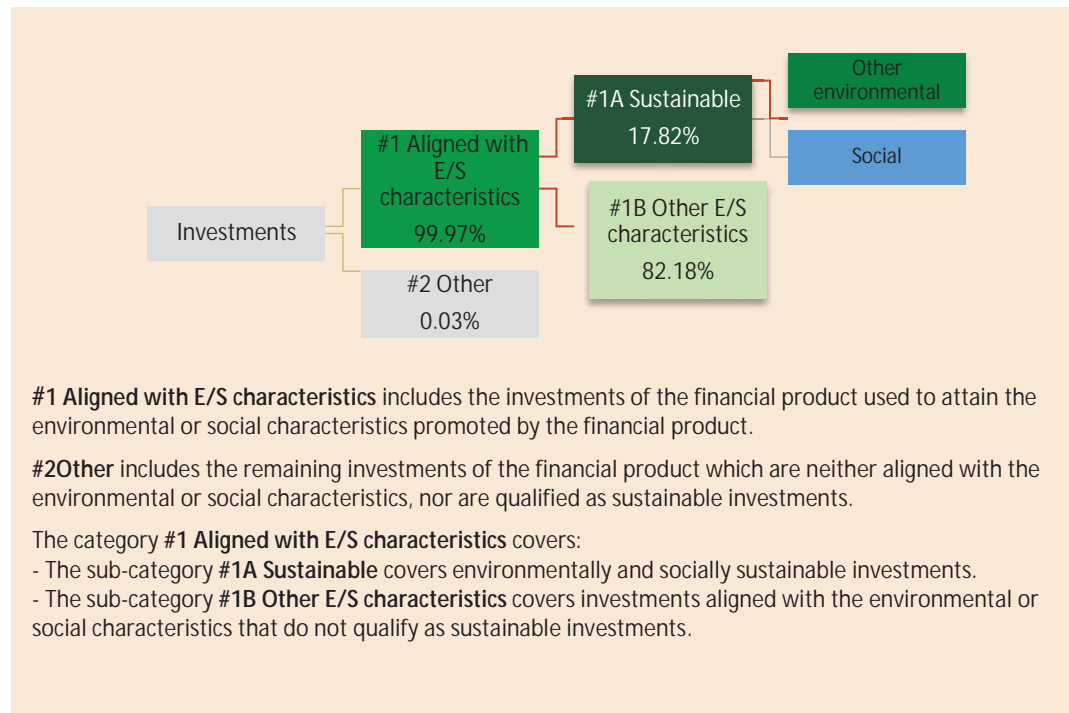 Investments
#1 Aligned with
E/S
characteristics
99.97%
#2 Other
0.03%
#1A Sustainable
17.82%
#1B Other E/S
characteristics
82.18%
Other
environmental
Social
#1 Aligned with E/S characteristics includes the investments of the financial product used to attain the
environmental or social characteristics promoted by the financial product.
#2Other includes the remaining investments of the financial product which are neither aligned with the
environmental or social characteristics, nor are qualified as sustainable investments.
The category #1 Aligned with E/S characteristics covers:
- The sub-category #1A Sustainable covers environmentally and socially sustainable investments.
- The sub-category #1B Other E/S characteristics covers investments aligned with the environmental or
social characteristics that do not qualify as sustainable investments.